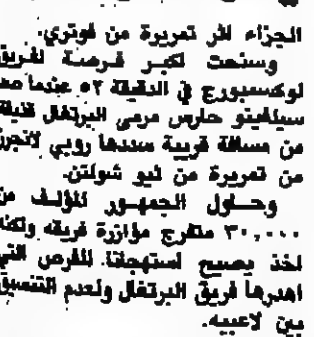 الجزاء اثر تمريرة من فوتري.
وسنحت اكبر فرصة لفريق
لوكسمبورج في الدقيقة ٥٢ عندما صد
سيلفينو حارس مرمى البرتغال قذيفة
من مسافة قريبة سددها روبي لانجرز
من تمريرة من ثيو شولتن.
وحاول الجمهور المؤلف من
٣٠,٠٠٠ متفرج مؤازرة فريقه ولكنه
اخذ يصيح استهجانا للفرص التي
اهدرها فريق البرتغال ولعدم التنسيق
بين لاعبيه.